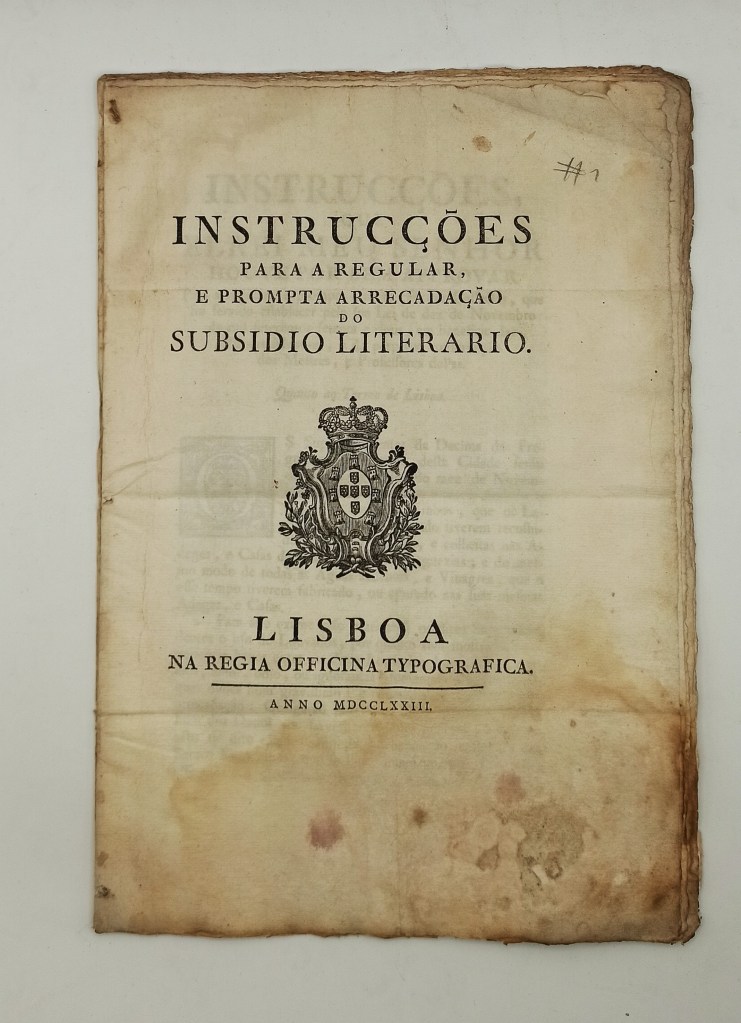 #1
INSTRUCÇÕES
PARA A REGULAR,
E PROMPTA ARRECADAÇÃO
DO
SUBSIDIO LITERARIO.
LISBOA
NA REGIA OFFICINA TYPOGRAFICA.
ANNO MDCCLXXIII.